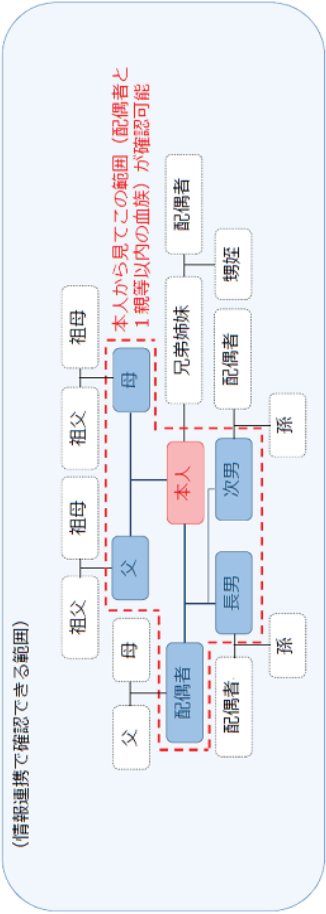 （情報連携で確認できる範囲）
祖父
祖母
祖父
祖母
本人から見てこの範囲（配偶者と
１親等以内の血族）が確認可能
父
母
父
母
配偶者
本人
兄弟姉妹
配偶者
配偶者
長男
次男
配偶者
甥姪
孫
孫